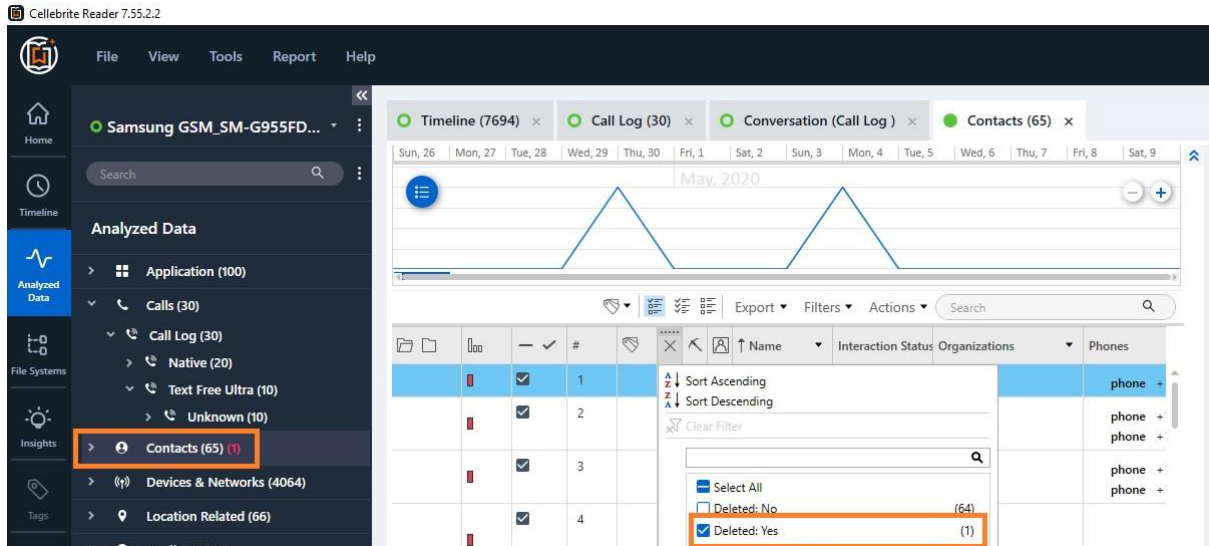 Cellebrite Reader 7.55.2.2
File View Tools Report Help
Home
Timeline
Analyzed Data
File Systems
Insights
Tags
Samsung GSM_SM-G955FD...
Search
Analyzed Data
Application (100)
Calls (30)
Call Log (30)
Native (20)
Text Free Ultra (10)
Unknown (10)
Contacts (65) (1)
Devices & Networks (4064)
Location Related (66)
Timeline (7694) × Call Log (30) × Conversation (Call Log ) × Contacts (65) ×
Sun, 26 Mon, 27 Tue, 28 Wed, 29 Thu, 30 Fri, 1 Sat, 2 Sun, 3 Mon, 4 Tue, 5 Wed, 6 Thu, 7 Fri, 8 Sat, 9
May, 2020
Export Filters Actions Search
# Name Interaction Status Organizations Phones
1 phone +
2 phone +
phone +
3 phone +
phone +
4
Sort Ascending
Sort Descending
Clear Filter
Select All
Deleted: No (64)
Deleted: Yes (1)